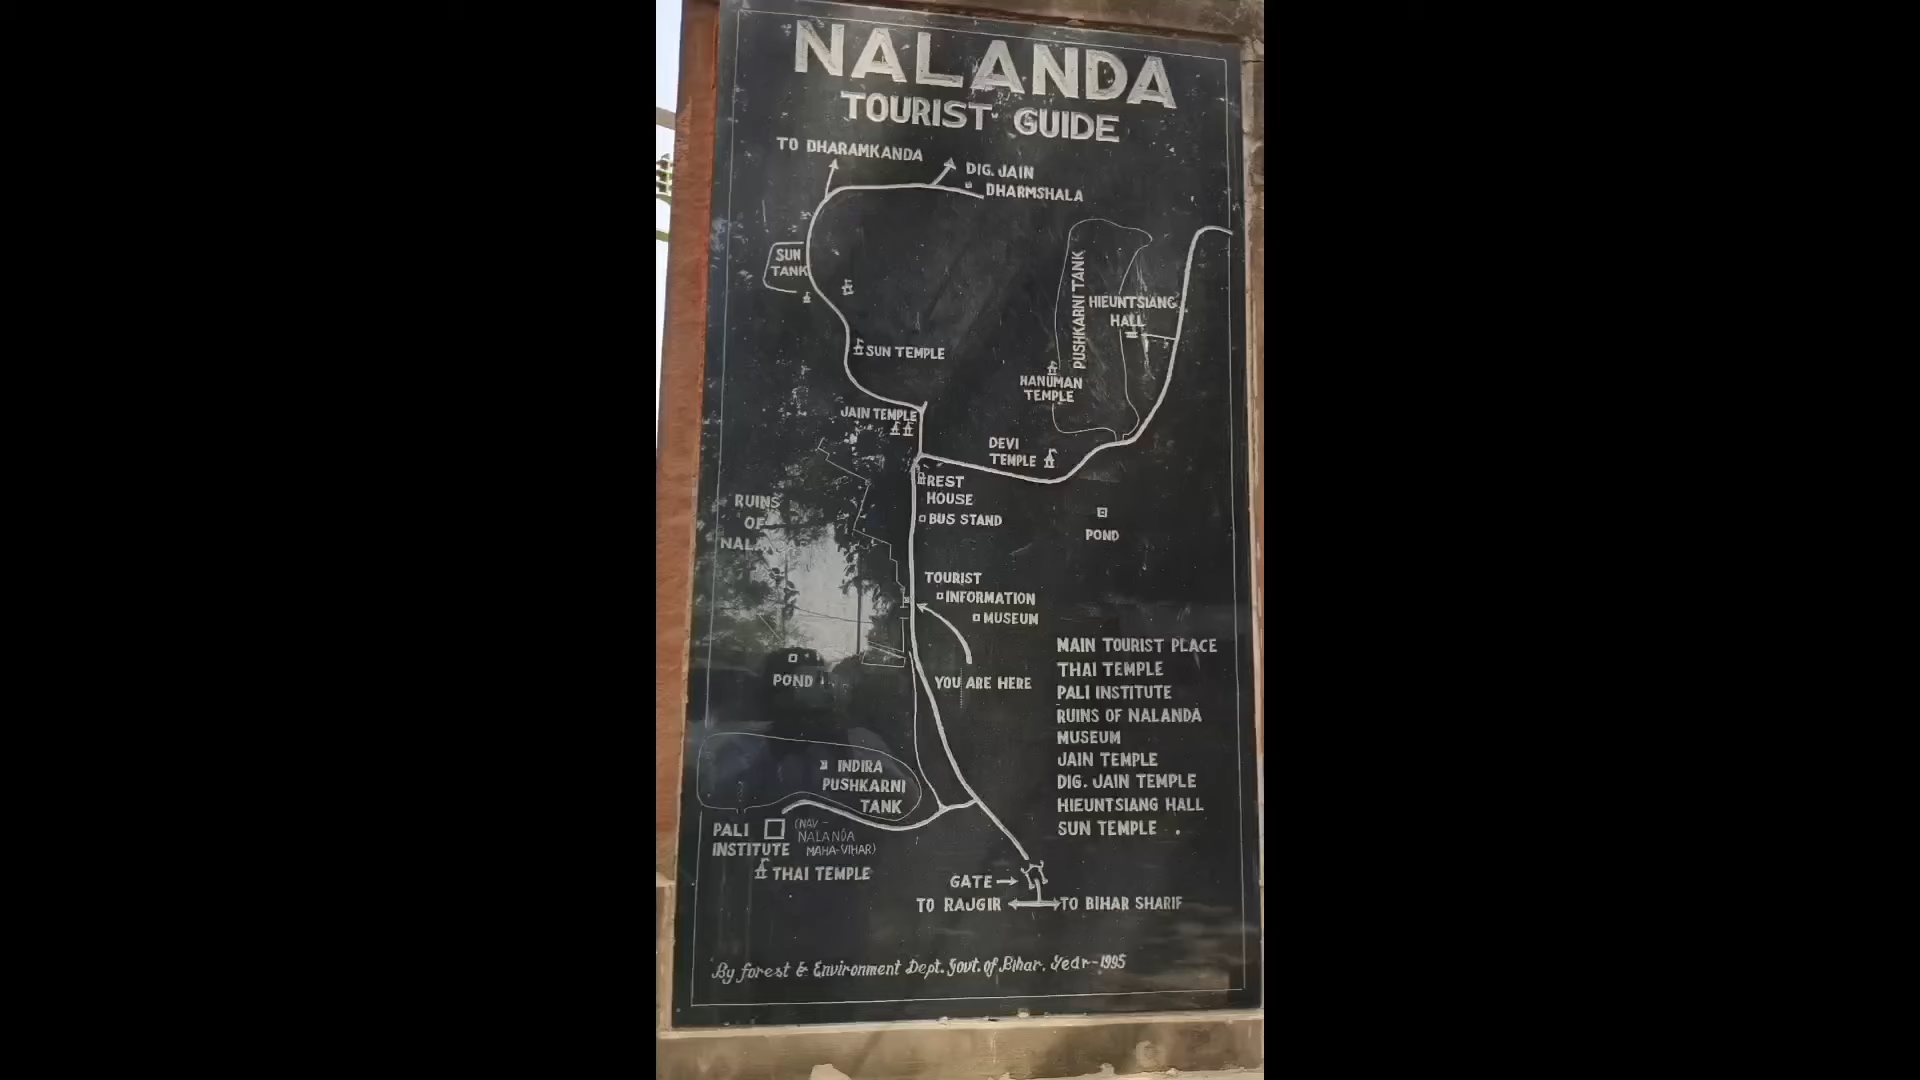 NALANDA
TOURIST GUIDE
TO DHARAMKANDA
DIG. JAIN
DHARMSHALA
SUN
TANK
PUSHKARNI TANK
HIEUNTSIANG
HALL
SUN TEMPLE
HANUMAN
TEMPLE
JAIN TEMPLE
DEVI
TEMPLE
REST
HOUSE
BUS STAND
RUINS
OF
NALANDA
POND
TOURIST
INFORMATION
MUSEUM
POND
YOU ARE HERE
MAIN TOURIST PLACE
THAI TEMPLE
PALI INSTITUTE
RUINS OF NALANDA
MUSEUM
JAIN TEMPLE
DIG. JAIN TEMPLE
HIEUNTSIANG HALL
SUN TEMPLE .
INDIRA
PUSHKARNI
TANK
PALI
INSTITUTE
(NAV-
NALANDA
MAHA-VIHAR)
THAI TEMPLE
GATE →
TO RAJGIR ↔ TO BIHAR SHARIF
By forest & Environment Dept. Govt. of Bihar. Year-1995